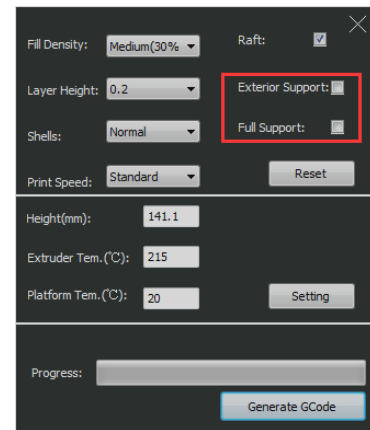 Fill Density: Medium(30% Raft:
Layer Height: 0.2 Exterior Support:
Shells: Normal Full Support:
Print Speed: Standard Reset
Height(mm): 141.1
Extruder Tem.(℃): 215
Platform Tem.(℃): 20 Setting
Progress:
Generate GCode